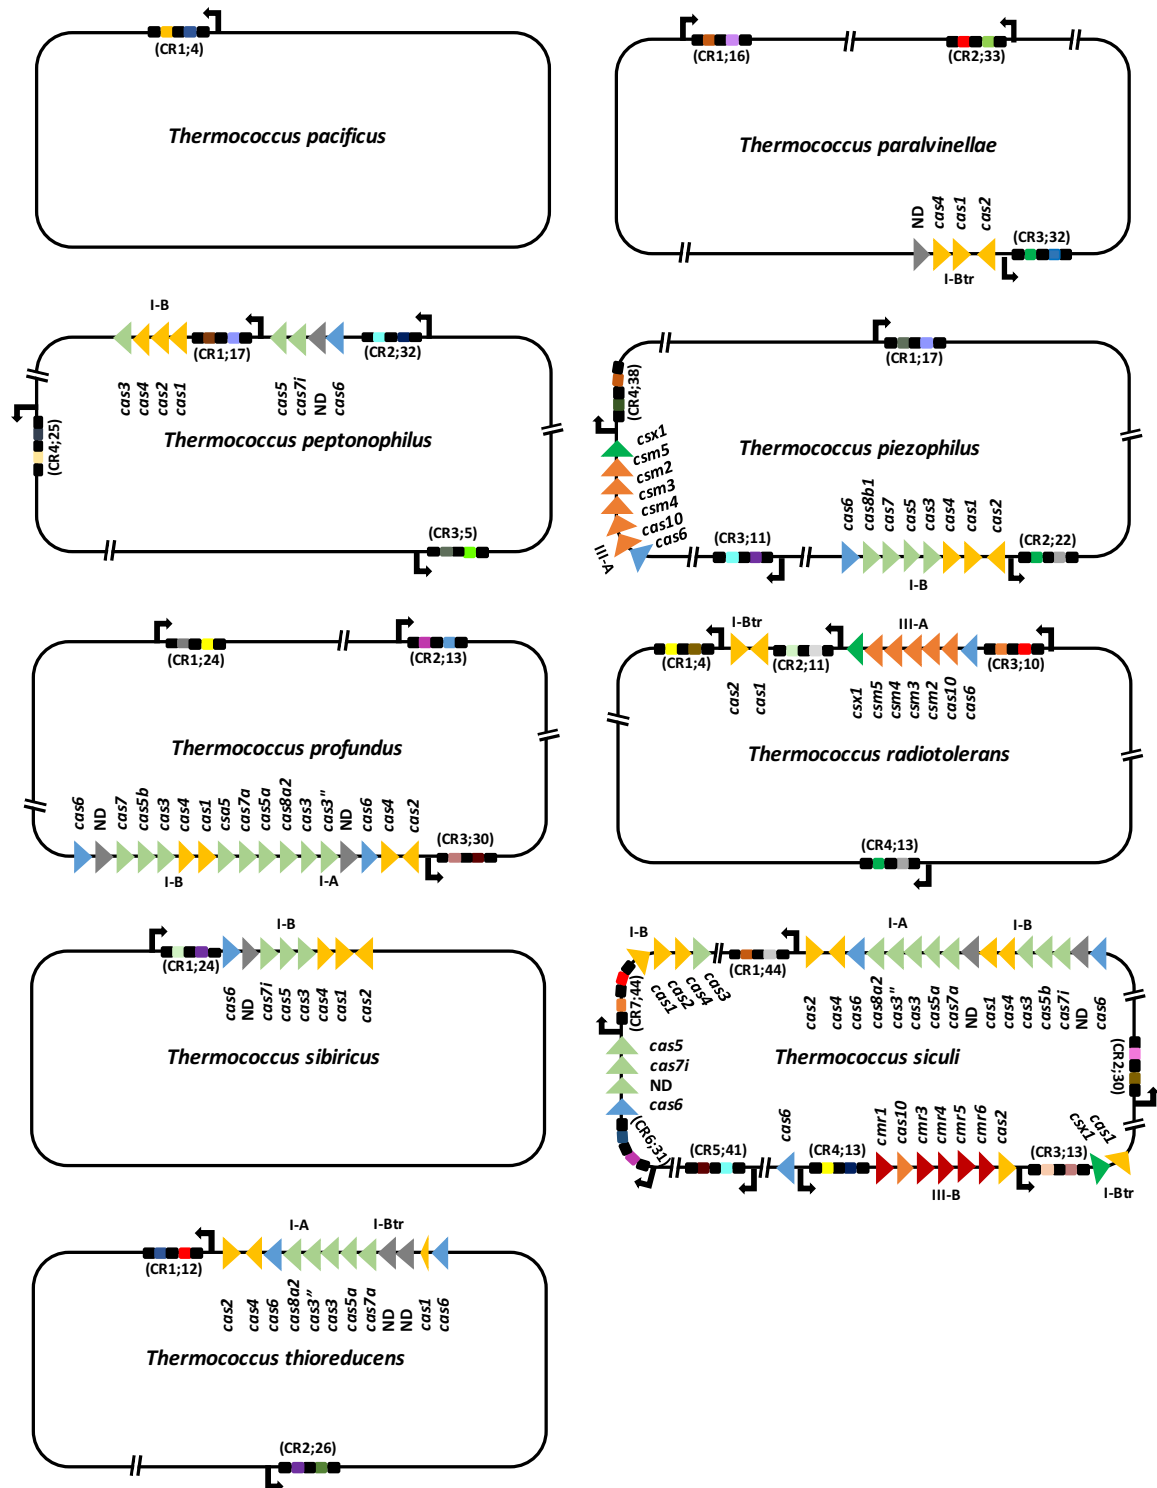 (CR1;4)
Thermococcus pacificus
(CR1;16)
(CR2;33)
Thermococcus paralvinellae
ND
cas4
cas1
cas2
(CR3;32)
I-Btr
I-B
(CR1;17)
(CR2;32)
cas3
cas4
cas2
cas1
cas5
cas7i
ND
cas6
(CR4;25)
Thermococcus peptonophilus
(CR3;5)
(CR1;17)
(CR4;38)
csx1
csm5
csm2
csm3
csm4
cas10
cas6
III-A
Thermococcus piezophilus
(CR3;11)
cas6
cas8b1
cas7
cas5
cas3
cas4
cas1
cas2
(CR2;22)
I-B
(CR1;24)
(CR2;13)
Thermococcus profundus
cas6
ND
cas7
cas5b
cas3
cas4
cas1
csa5
cas7a
cas5a
cas8a2
cas3
cas3″
ND
cas6
cas4
cas2
(CR3;30)
I-B
I-A
I-Btr
III-A
(CR1;4)
(CR2;11)
(CR3;10)
cas2
cas1
csx1
csm5
csm4
csm3
csm2
cas10
cas6
Thermococcus radiotolerans
(CR4;13)
I-B
(CR1;24)
cas6
ND
cas7i
cas5
cas3
cas4
cas1
cas2
Thermococcus sibiricus
I-B
I-A
I-B
(CR1;44)
cas1
cas2
cas4
cas3
(CR7;44)
cas2
cas4
cas6
cas8a2
cas3″
cas3
cas5a
cas7a
ND
cas1
cas4
cas3
cas5b
cas7i
ND
cas6
cas5
cas7i
ND
cas6
Thermococcus siculi
(CR2;30)
(CR6;31)
(CR5;41)
cas6
(CR4;13)
cmr1
cas10
cmr3
cmr4
cmr5
cmr6
cas2
(CR3;13)
csx1
cas1
III-B
I-Btr
I-A
I-Btr
(CR1;12)
cas2
cas4
cas6
cas8a2
cas3″
cas3
cas5a
cas7a
ND
ND
cas1
cas6
Thermococcus thioreducens
(CR2;26)